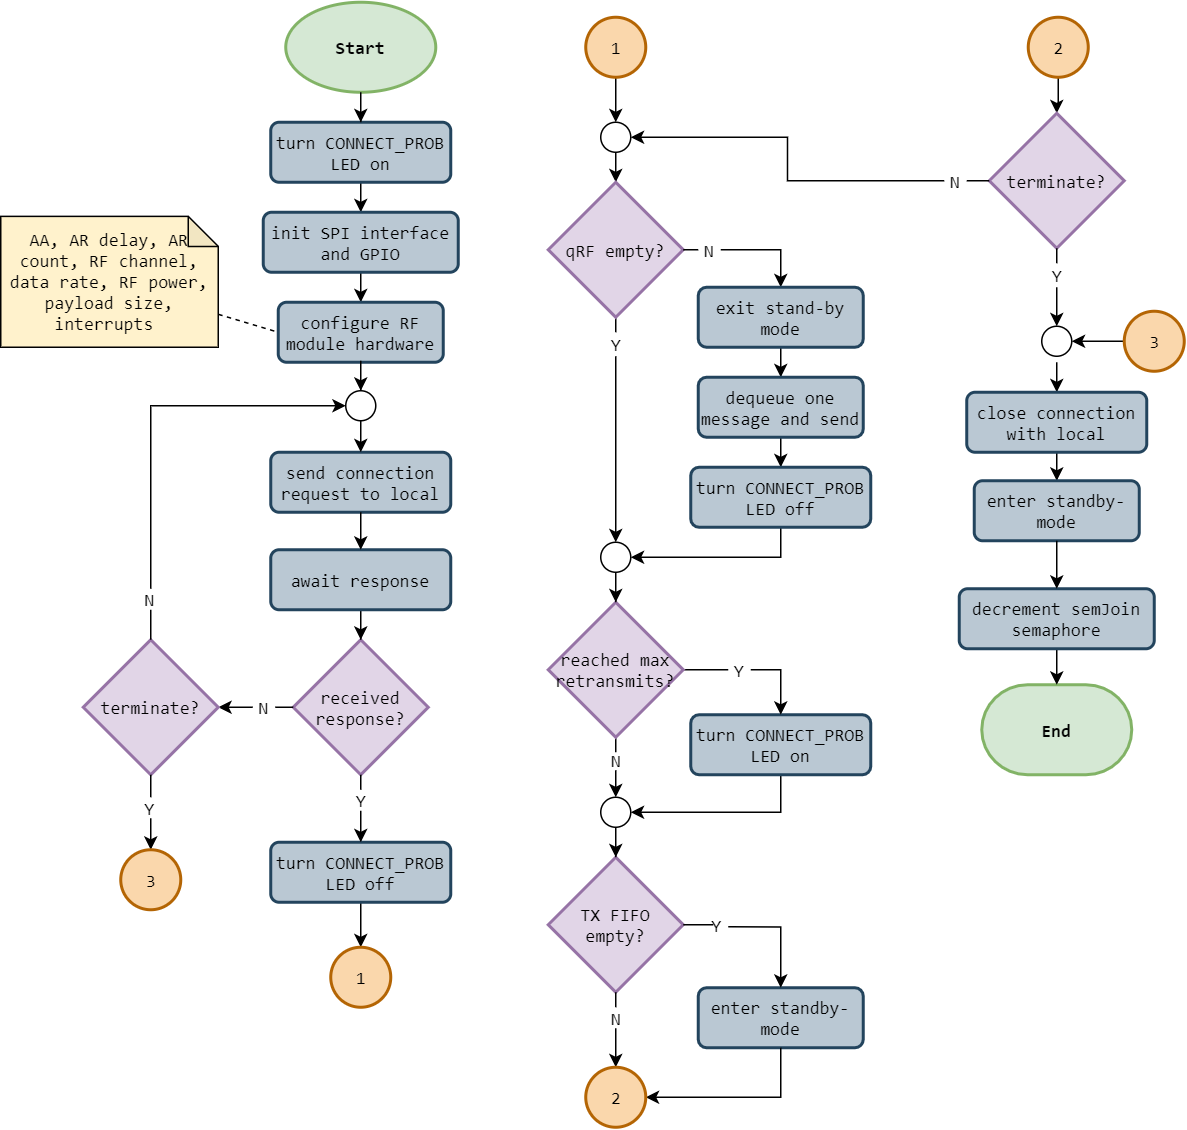 Start
turn CONNECT_PROB
LED on
init SPI interface
and GPIO
AA, AR delay, AR
count, RF channel,
data rate, RF power,
payload size,
interrupts
configure RF
module hardware
send connection
request to local
await response
N
terminate?
N
received
response?
Y
Y
3
turn CONNECT_PROB
LED off
1
1
qRF empty?
N
exit stand-by
mode
Y
dequeue one
message and send
turn CONNECT_PROB
LED off
reached max
retransmits?
Y
turn CONNECT_PROB
LED on
N
TX FIFO
empty?
Y
enter standby-
mode
N
2
2
terminate?
N
Y
3
close connection
with local
enter standby-
mode
decrement semJoin
semaphore
End